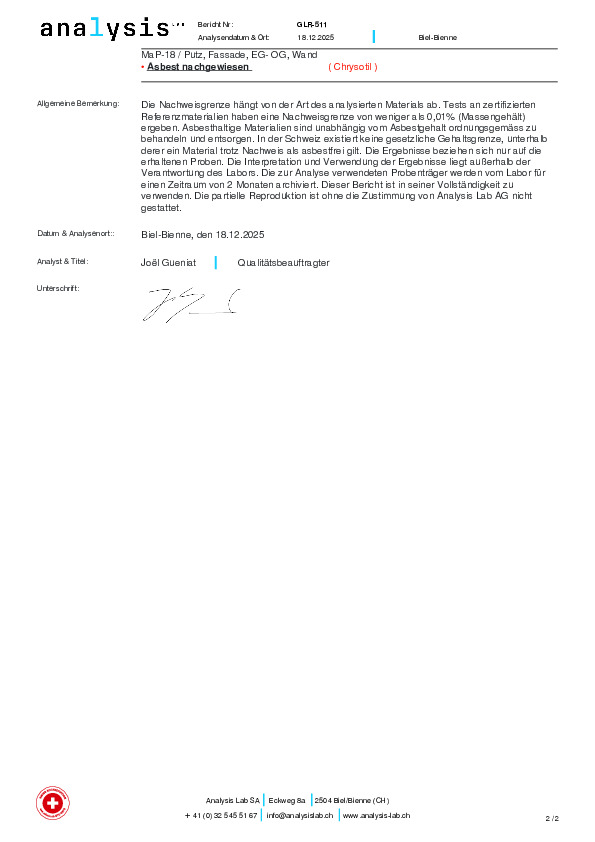 analysis
Bericht Nr: GLR-511
Analysendatum & Ort: 18.12.2025 Biel-Bienne
MaP-18 / Putz, Fassade, EG- OG, Wand
• Asbest nachgewiesen ( Chrysotil )
Allgemeine Bemerkung: Die Nachweisgrenze hängt von der Art des analysierten Materials ab. Tests an zertifizierten
Referenzmaterialien haben eine Nachweisgrenze von weniger als 0,01% (Massengehält)
ergeben. Asbesthaltige Materialien sind unabhängig vom Asbestgehalt ordnungsgemäss zu
behandeln und entsorgen. In der Schweiz existiert keine gesetzliche Gehaltsgrenze, unterhalb
derer ein Material trotz Nachweis als asbestfrei gilt. Die Ergebnisse beziehen sich nur auf die
erhaltenen Proben. Die Interpretation und Verwendung der Ergebnisse liegt außerhalb der
Verantwortung des Labors. Die zur Analyse verwendeten Probenträger werden vom Labor für
einen Zeitraum von 2 Monaten archiviert. Dieser Bericht ist in seiner Vollständigkeit zu
verwenden. Die partielle Reproduktion ist ohne die Zustimmung von Analysis Lab AG nicht
gestattet.
Datum & Analysenort:: Biel-Bienne, den 18.12.2025
Analyst & Titel: Joël Gueniat Qualitätsbeauftragter
Unterschrift:
Analysis Lab SA Eckweg 8a 2504 Biel/Bienne (CH)
+ 41 (0) 32 545 51 67 info@analysislab.ch www.analysis-lab.ch
2 / 2